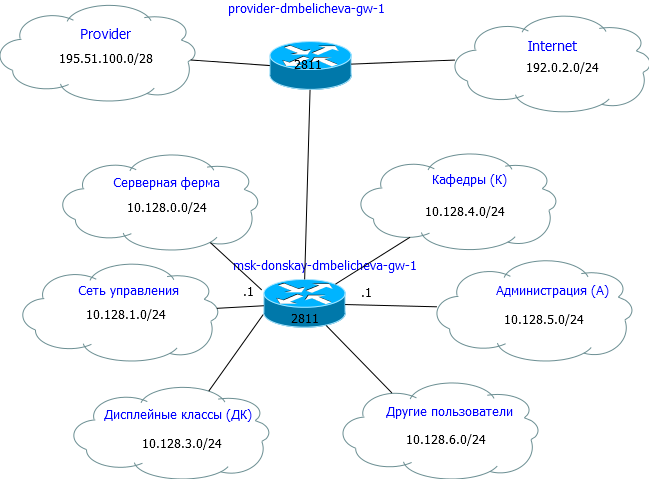 provider-dmbelicheva-gw-1
Provider
195.51.100.0/28
2811
Internet
192.0.2.0/24
Серверная ферма
10.128.0.0/24
Кафедры (К)
10.128.4.0/24
msk-donskay-dmbelicheva-gw-1
Сеть управления
10.128.1.0/24
.1
.1
2811
Администрация (А)
10.128.5.0/24
Дисплейные классы (ДК)
10.128.3.0/24
Другие пользователи
10.128.6.0/24